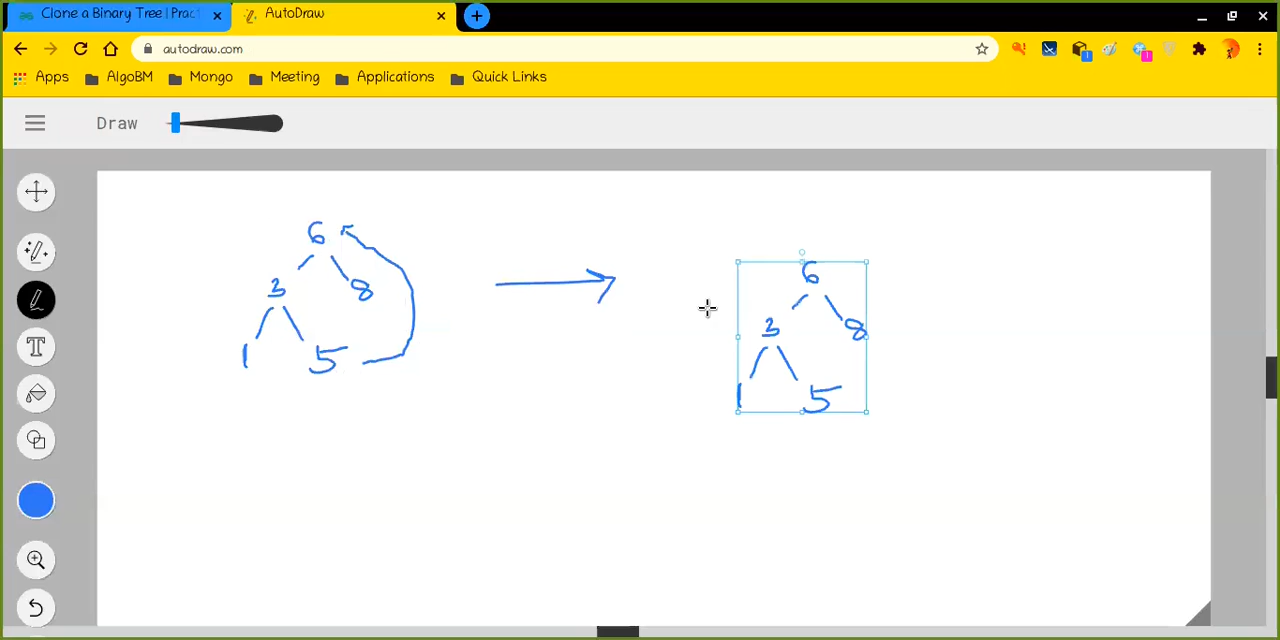 Clone a Binary Tree | Pract
AutoDraw
autodraw.com
Apps AlgoBM Mongo Meeting Applications Quick Links
Draw
6
3 8
1 5
6
3 8
1 5